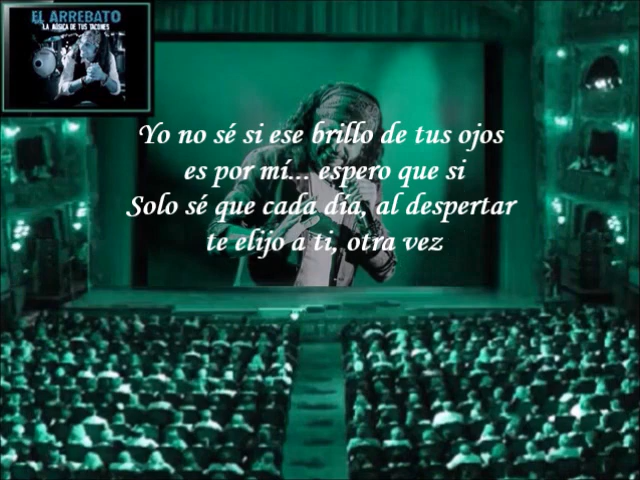 EL ARREBATO
LA MÚSICA DE TUS TACONES
Yo no sé si ese brillo de tus ojos
es por mí... espero que si
Solo sé que cada día, al despertar
te elijo a ti, otra vez